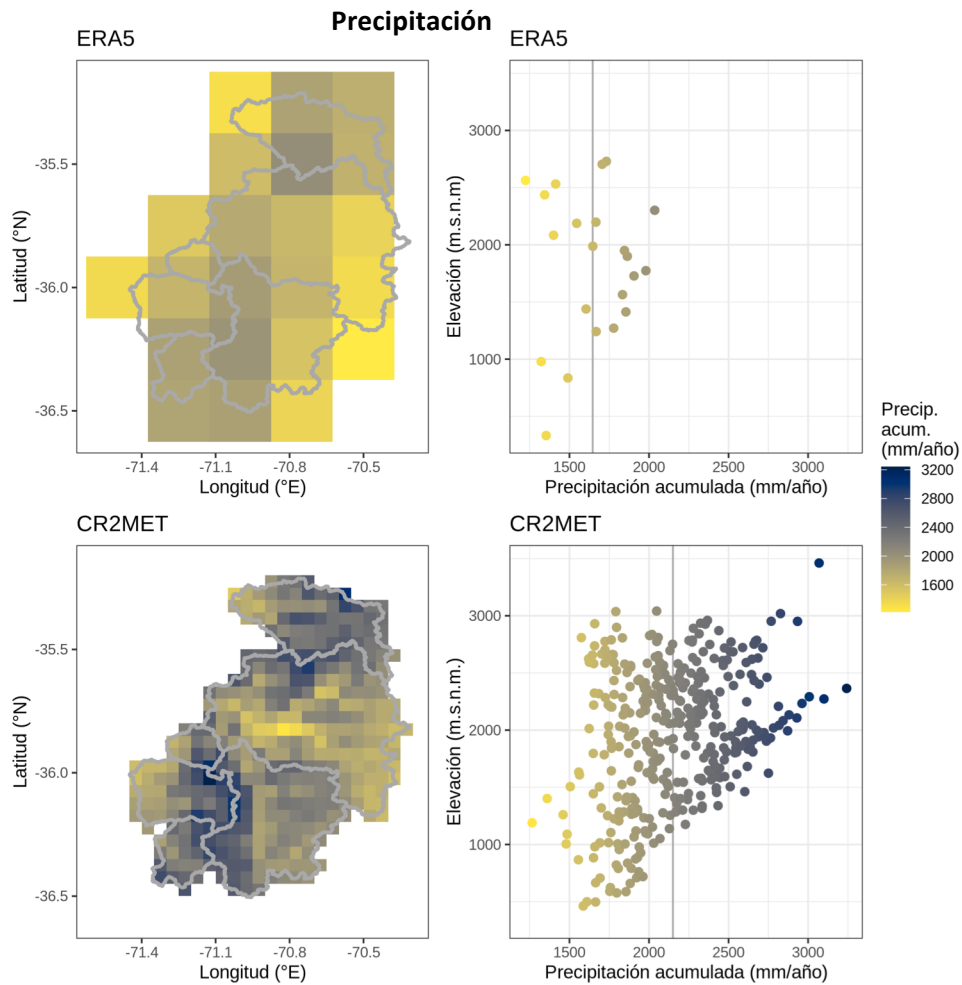 Precipitación
ERA5
-35.5
-36.0
-36.5
Latitud (°N)
-71.4
-71.1
-70.8
-70.5
Longitud (°E)
ERA5
3000
2000
1000
Elevación (m.s.n.m)
1500
2000
2500
3000
Precipitación acumulada (mm/año)
Precip.
acum.
(mm/año)
3200
2800
2400
2000
1600
CR2MET
-35.5
-36.0
-36.5
Latitud (°N)
-71.4
-71.1
-70.8
-70.5
Longitud (°E)
CR2MET
3000
2000
1000
Elevación (m.s.n.m.)
1500
2000
2500
3000
Precipitación acumulada (mm/año)